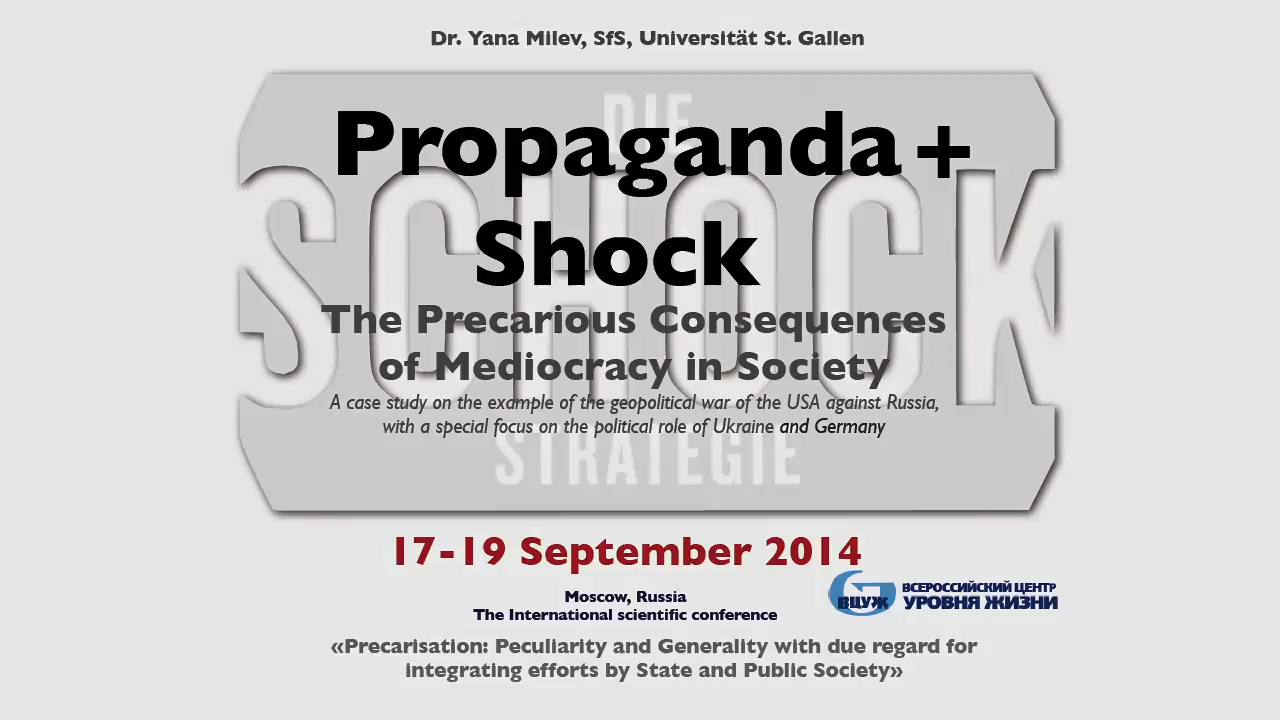 Dr. Yana Milev, SfS, Universität St. Gallen
DIE
Propaganda +
SCHOCK
Shock
The Precarious Consequences
of Mediocracy in Society
A case study on the example of the geopolitical war of the USA against Russia,
with a special focus on the political role of Ukraine and Germany
STRATEGIE
17-19 September 2014
ВЦУЖ
ВСЕРОССИЙСКИЙ ЦЕНТР
УРОВНЯ ЖИЗНИ
Moscow, Russia
The International scientific conference
«Precarisation: Peculiarity and Generality with due regard for
integrating efforts by State and Public Society»